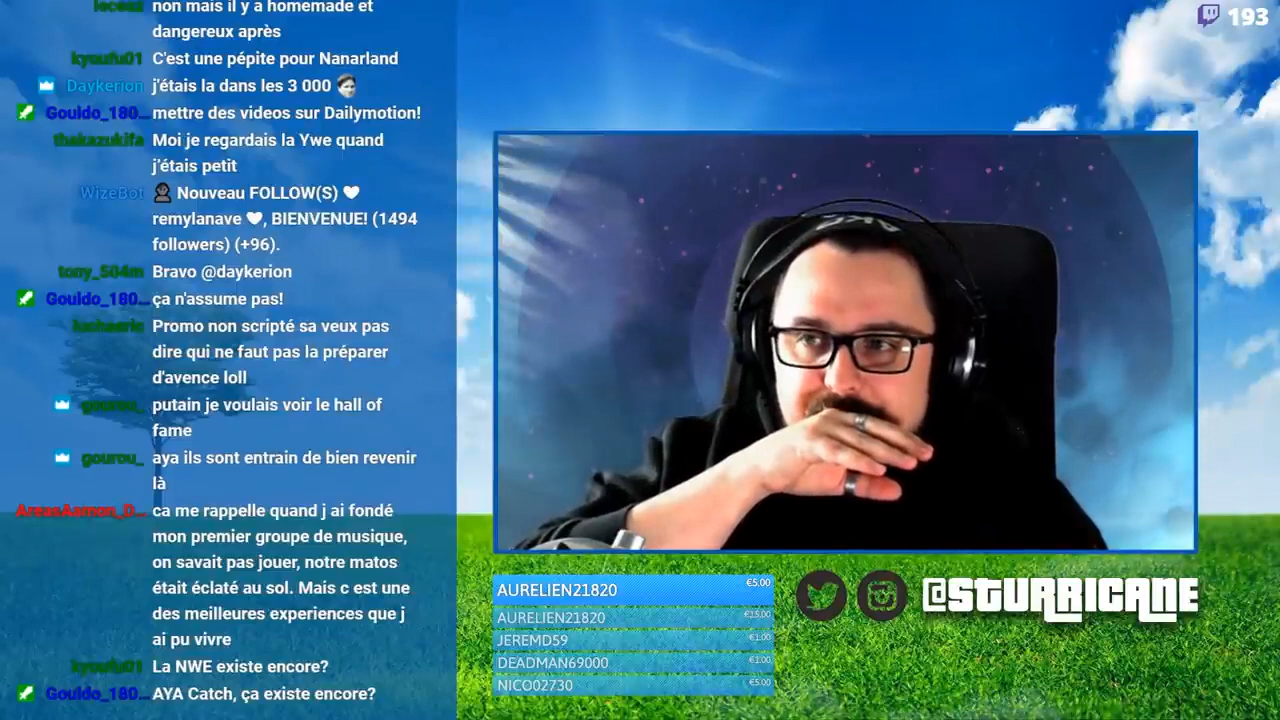 leceaz non mais il y a homemade et
dangereux après
kyoufu01 C'est une pépite pour Nanarland
Daykerion j'étais la dans les 3 000
Gouldo_180... mettre des videos sur Dailymotion!
thakazukifa Moi je regardais la Ywe quand
j'étais petit
WizeBot Nouveau FOLLOW(S)
remylanave , BIENVENUE! (1494
followers) (+96).
tony_504m Bravo @daykerion
Gouldo_180... ça n'assume pas!
Promo non scripté sa veux pas
dire qui ne faut pas la préparer
d'avence loll
gourou_ putain je voulais voir le hall of
fame
gourou_ aya ils sont entrain de bien revenir
là
AreasAamon_D... ca me rappelle quand j ai fondé
mon premier groupe de musique,
on savait pas jouer, notre matos
était éclaté au sol. Mais c est une
des meilleures experiences que j
ai pu vivre
kyoufu01 La NWE existe encore?
Gouldo_180... AYA Catch, ça existe encore?
193
AURELIEN21820 €5.00
AURELIEN21820 €15.00
JEREMD59 €1.00
DEADMAN69000 €1.00
NICO02730 €5.00
@STURRICANE